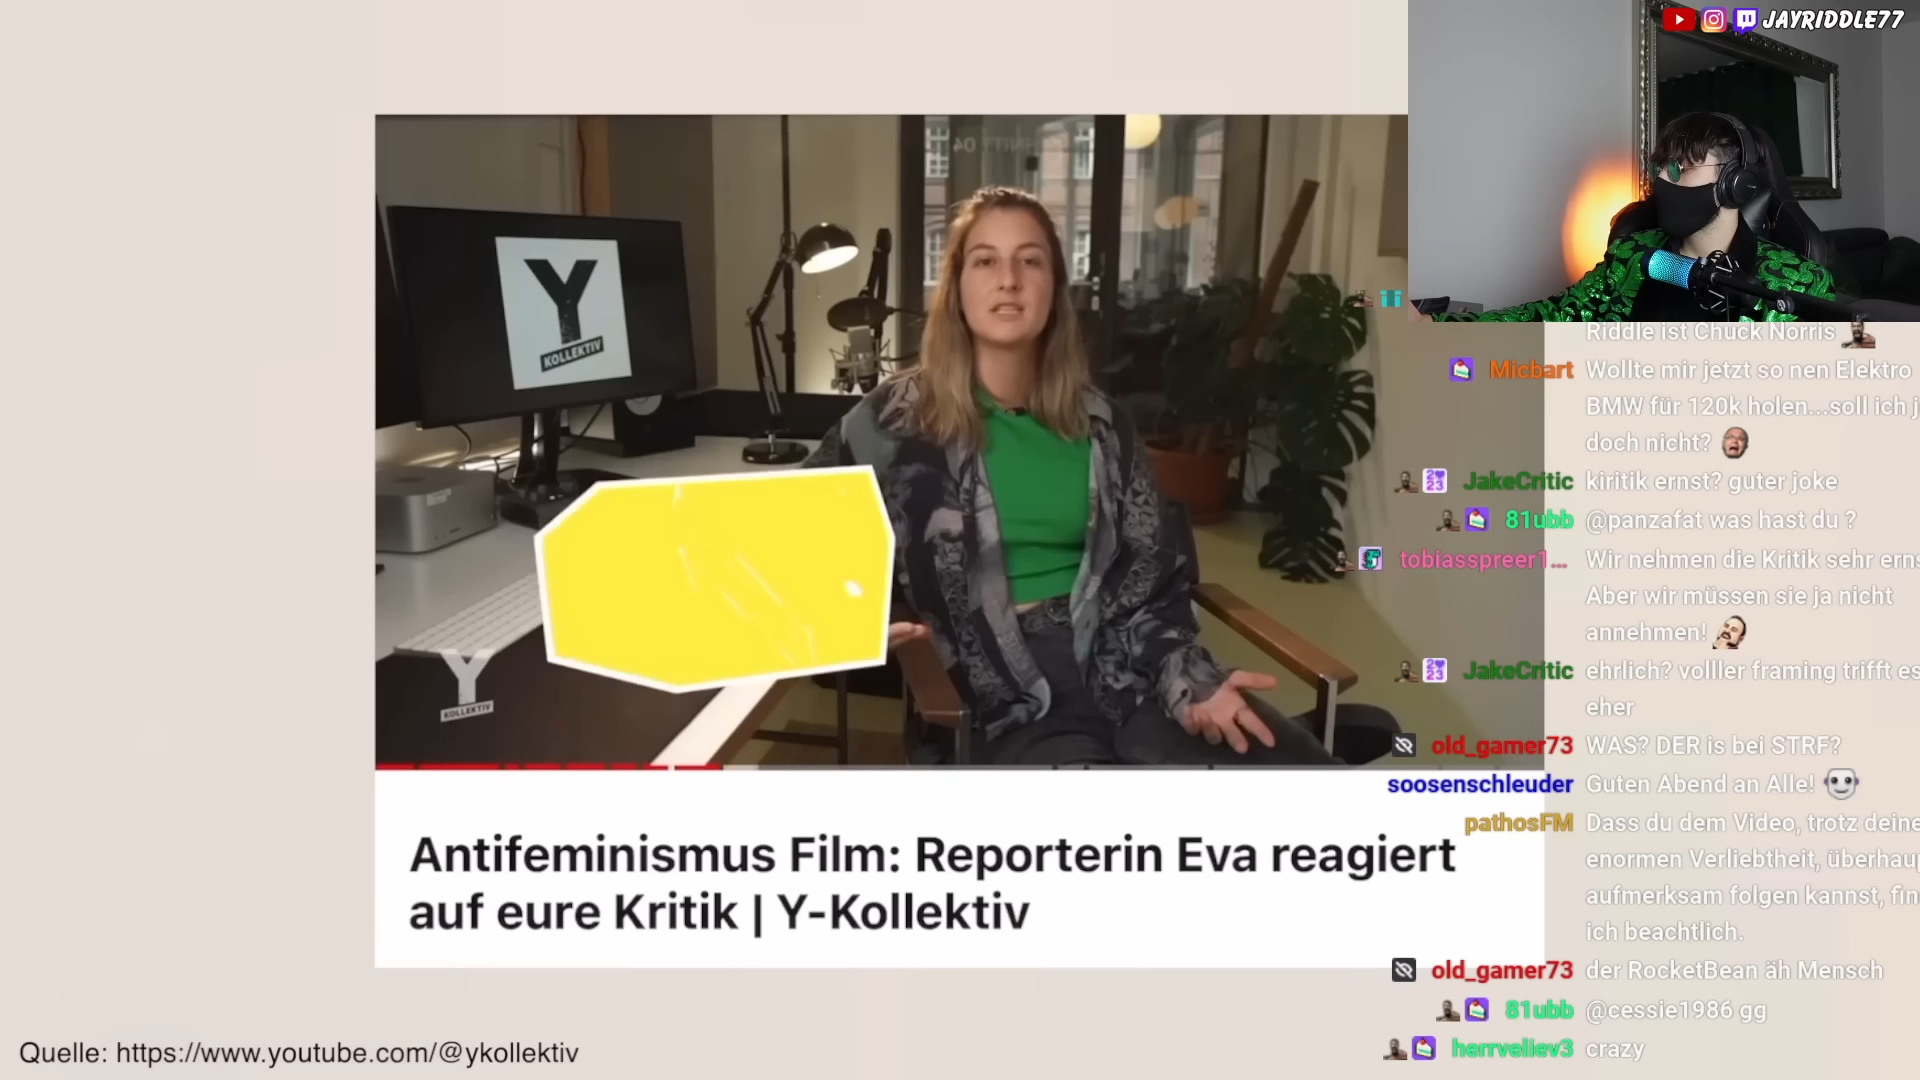 JAYRIDDLE77
Y
KOLLEKTIV
Y
KOLLEKTIV
Antifeminismus Film: Reporterin Eva reagiert
auf eure Kritik | Y-Kollektiv
Quelle: https://www.youtube.com/@ykollektiv
Riddle ist Chuck Norris
Micbart Wollte mir jetzt so nen Elektro
BMW für 120k holen...soll ich j
doch nicht?
JakeCritic kiritik ernst? guter joke
81ubb @panzafat was hast du ?
tobiasspreer1... Wir nehmen die Kritik sehr erns
Aber wir müssen sie ja nicht
annehmen!
JakeCritic ehrlich? volller framing trifft es
eher
old_gamer73 WAS? DER is bei STRF?
soosenschleuder Guten Abend an Alle!
pathosFM Dass du dem Video, trotz deine
enormen Verliebtheit, überhaup
aufmerksam folgen kannst, fin
ich beachtlich.
old_gamer73 der RocketBean äh Mensch
81ubb @cessie1986 gg
herrveliev3 crazy